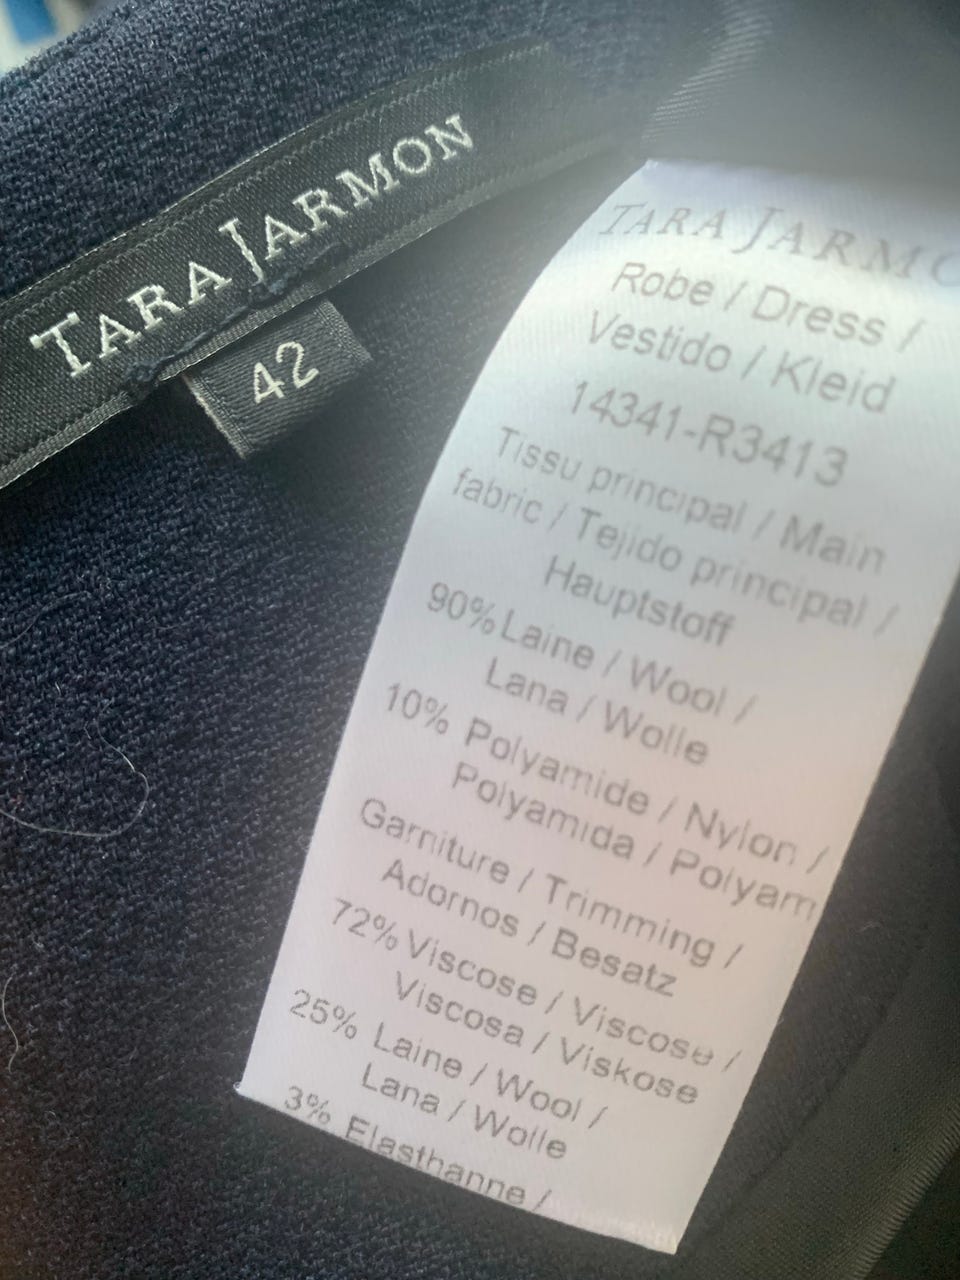 TARA JARMON
42
TARA JARMO
Robe / Dress /
Vestido / Kleid
14341-R3413
Tissu principal / Main
fabric / Tejido principal /
Hauptstoff
90% Laine / Wool /
Lana / Wolle
10% Polyamide / Nylon /
Polyamida / Polyam
Garniture / Trimming /
Adornos / Besatz
72% Viscose / Viscose /
Viscosa / Viskose
25% Laine / Wool /
Lana / Wolle
3% Elasthanne /